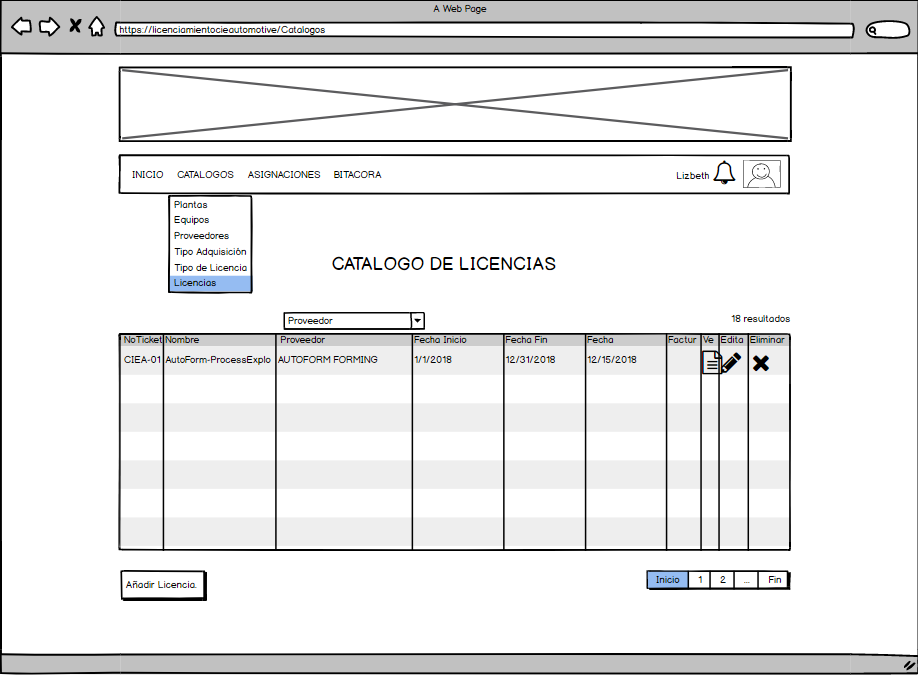 A Web Page
https://licenciamientocieautomotive/Catalogos
INICIO CATALOGOS ASIGNACIONES BITACORA Lizbeth
Plantas
Equipos
Proveedores
Tipo Adquisición
Tipo de Licencia
Licencias
CATALOGO DE LICENCIAS
Proveedor 18 resultados
NoTicket Nombre Proveedor Fecha Inicio Fecha Fin Fecha Factur Ve Edita Eliminar
CIEA-01 AutoForm-ProcessExplo AUTOFORM FORMING 1/1/2018 12/31/2018 12/15/2018
Añadir Licencia. Inicio 1 2 ... Fin